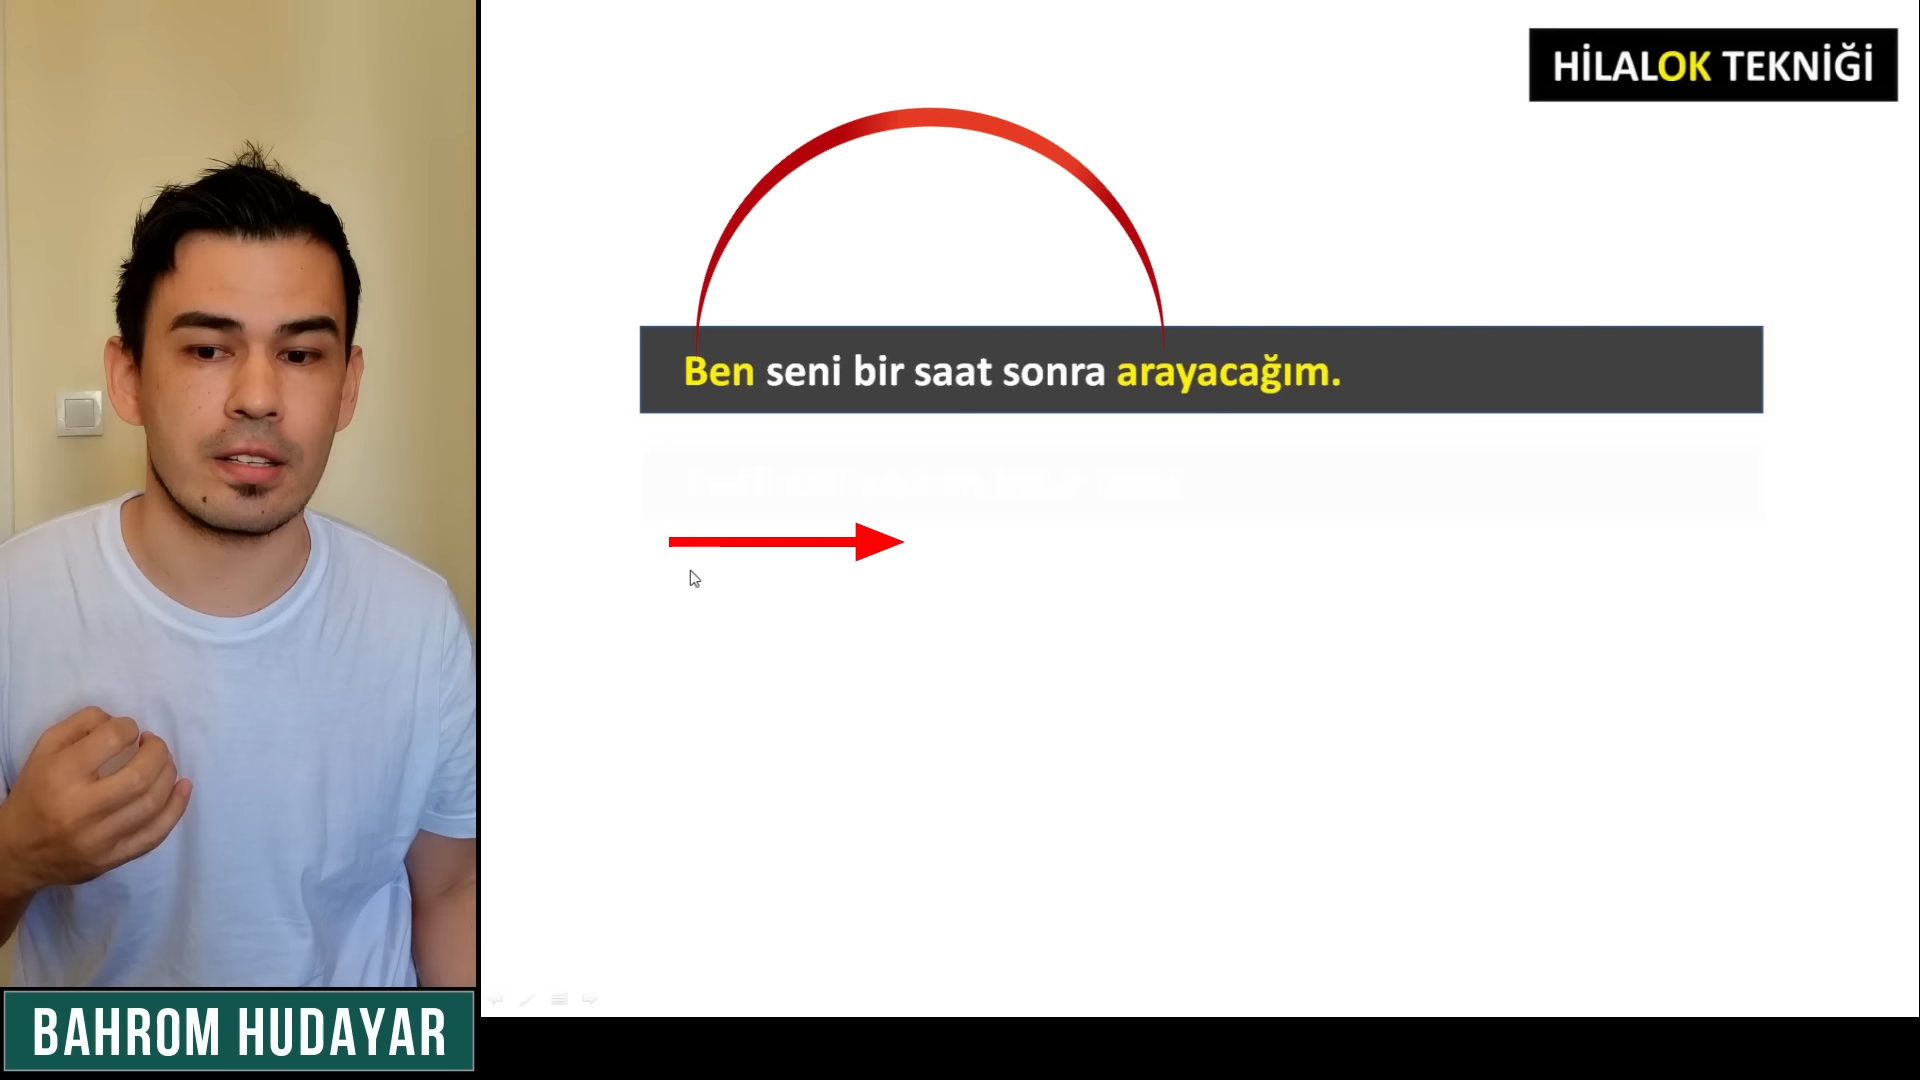 HİLALOK TEKNİĞİ
Ben seni bir saat sonra arayacağım.
BAHROM HUDAYAR